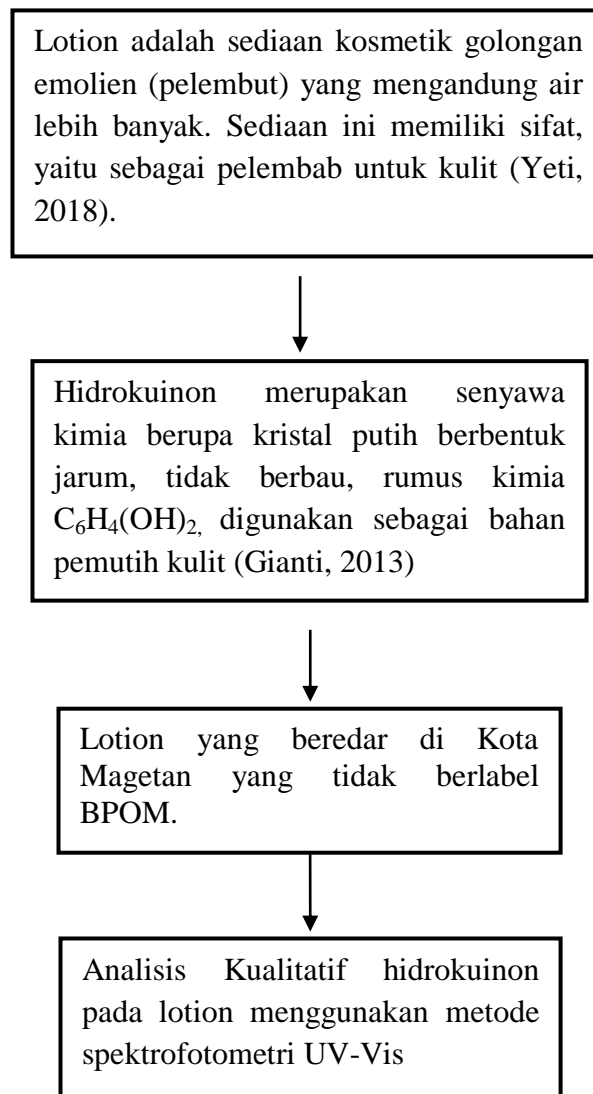 Lotion adalah sediaan kosmetik golongan
emolien (pelembut) yang mengandung air
lebih banyak. Sediaan ini memiliki sifat,
yaitu sebagai pelembab untuk kulit (Yeti,
2018).
Hidrokuinon merupakan senyawa
kimia berupa kristal putih berbentuk
jarum, tidak berbau, rumus kimia
C₆H₄(OH)₂, digunakan sebagai bahan
pemutih kulit (Gianti, 2013)
Lotion yang beredar di Kota
Magetan yang tidak berlabel
BPOM.
Analisis Kualitatif hidrokuinon
pada lotion menggunakan metode
spektrofotometri UV-Vis